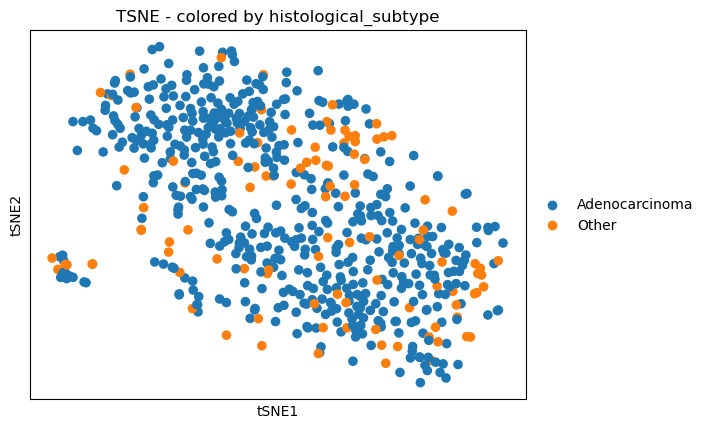 TSNE - colored by histological_subtype
tSNE2
Adenocarcinoma
Other
tSNE1